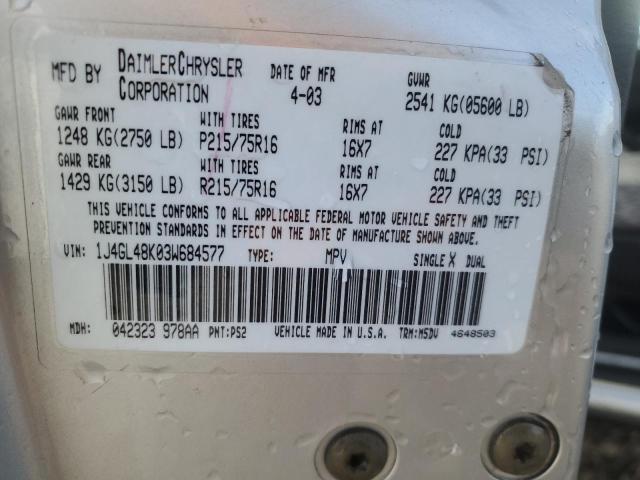 MFD BY DAIMLERCHRYSLER CORPORATION DATE OF MFR 4-03 GVWR 2541 KG(05600 LB)
GAWR FRONT WITH TIRES RIMS AT COLD
1248 KG(2750 LB) P215/75R16 16X7 227 KPA(33 PSI)
GAWR REAR WITH TIRES RIMS AT COLD
1429 KG(3150 LB) R215/75R16 16X7 227 KPA(33 PSI)
THIS VEHICLE CONFORMS TO ALL APPLICABLE FEDERAL MOTOR VEHICLE SAFETY AND THEFT
PREVENTION STANDARDS IN EFFECT ON THE DATE OF MANUFACTURE SHOWN ABOVE.
VIN: 1J4GL48K03W684577 TYPE: MPV SINGLE X DUAL
MDH: 042323 978AA PNT:PS2 VEHICLE MADE IN U.S.A. TRM:M5DV 4648503